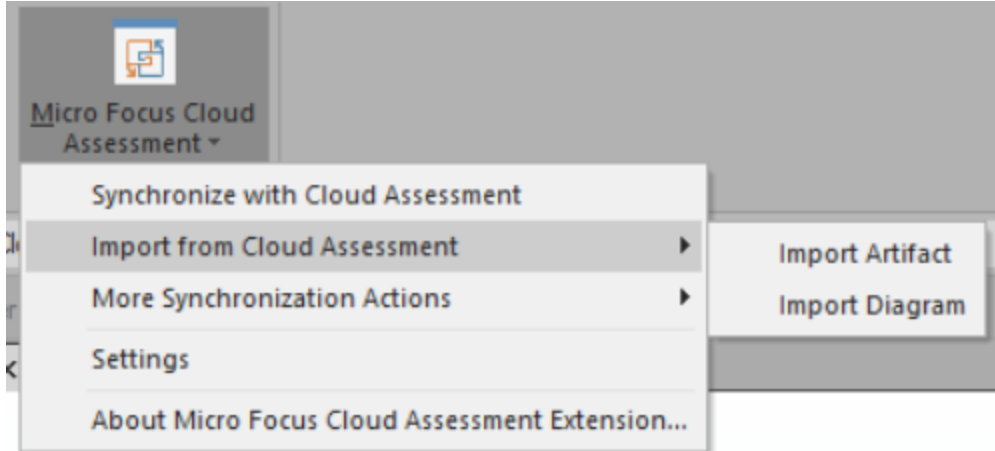 Micro Focus Cloud
Assessment
Synchronize with Cloud Assessment
Import from Cloud Assessment
Import Artifact
More Synchronization Actions
Import Diagram
Settings
About Micro Focus Cloud Assessment Extension...